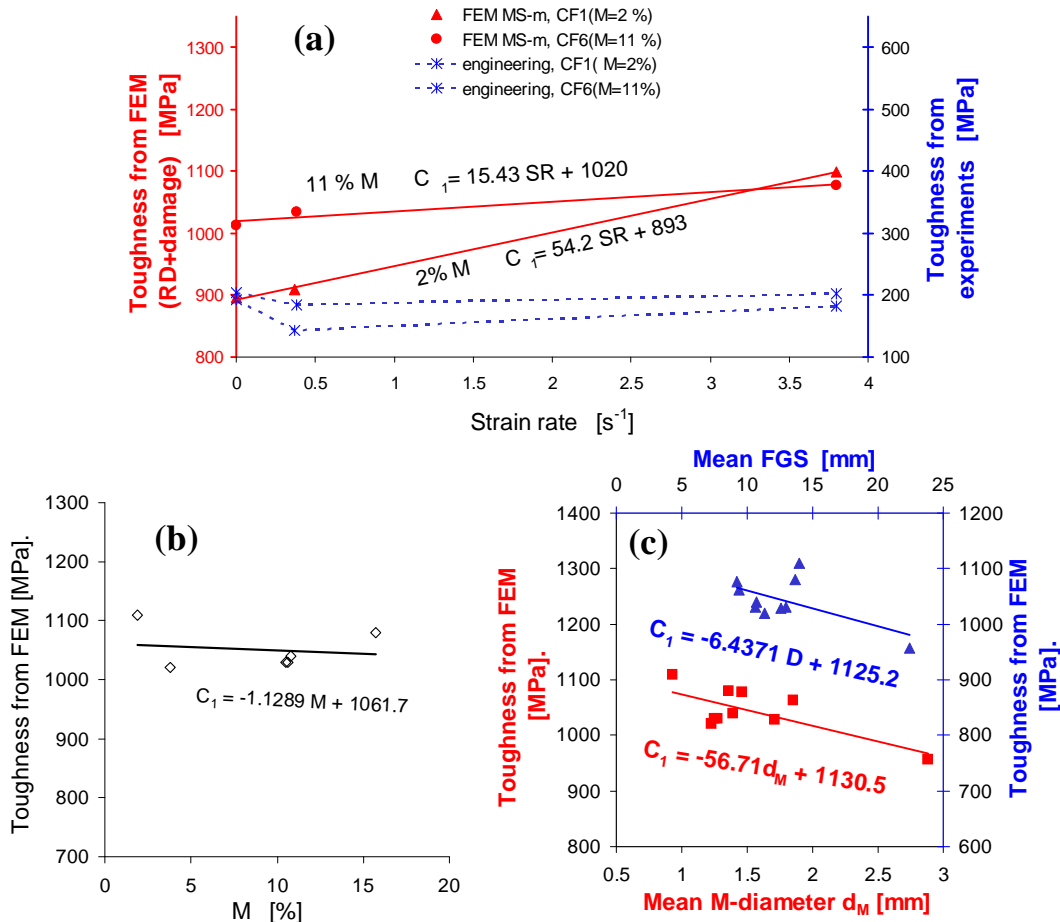 (a)
FEM MS-m, CF1(M=2 %)
FEM MS-m, CF6(M=11 %)
engineering, CF1( M=2%)
engineering, CF6(M=11%)
Toughness from FEM
(RD+damage) [MPa]
1300
1200
1100
1000
900
800
11 % M C 1= 15.43 SR + 1020
2% M C 1= 54.2 SR + 893
600
500
400
300
200
100
Toughness from
experiments [MPa]
0 0.5 1 1.5 2 2.5 3 3.5 4
Strain rate [s-1]
(b)
Toughness from FEM [MPa].
1300
1200
1100
1000
900
800
700
C1 = -1.1289 M + 1061.7
0 5 10 15 20
M [%]
Mean FGS [mm]
0 5 10 15 20 25
(c)
Toughness from FEM
[MPa].
1400
1300
1200
1100
1000
900
800
C1 = -6.4371 D + 1125.2
C1 = -56.71dM + 1130.5
1200
1100
1000
900
800
700
600
Toughness from FEM
[MPa].
0.5 1 1.5 2 2.5 3
Mean M-diameter dM [mm]